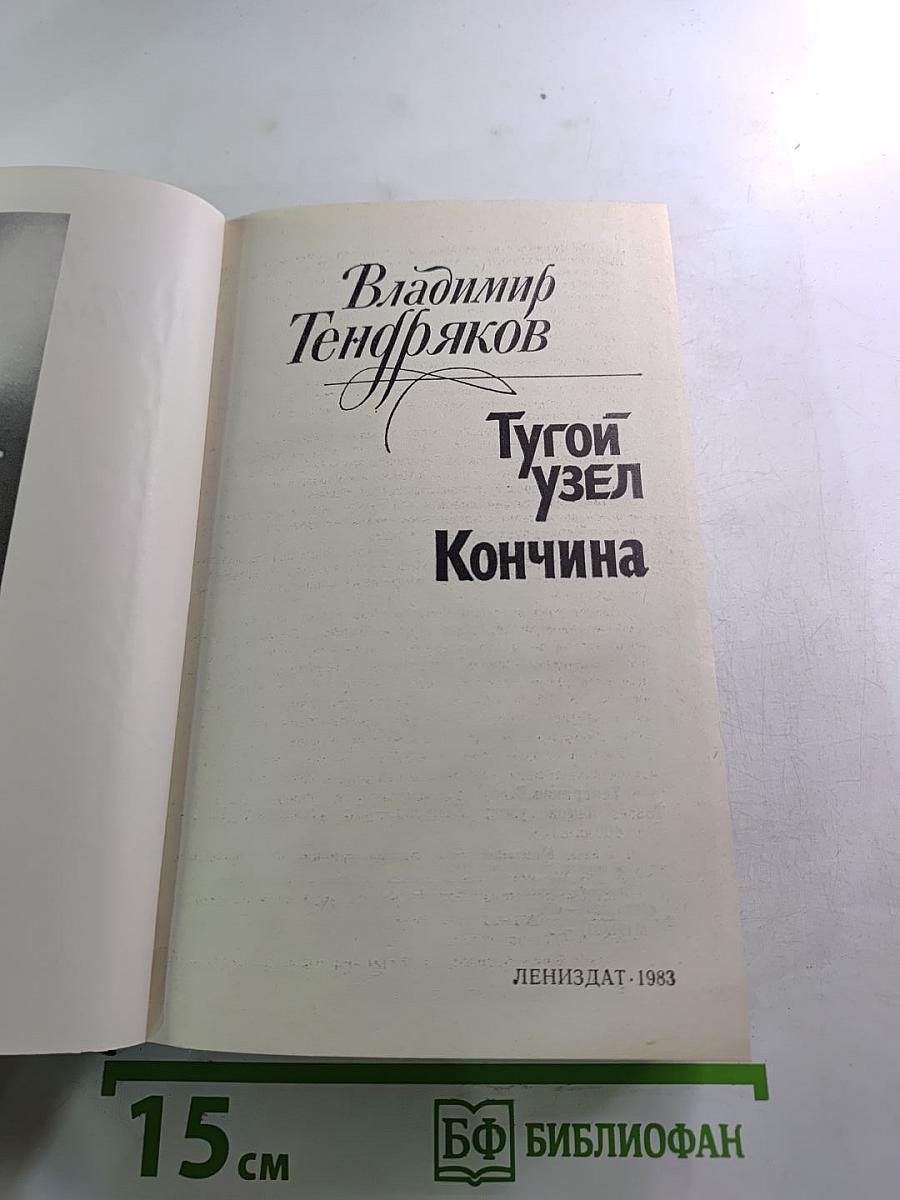 Владимир
Тендряков
Тугой
узел
Кончина
ЛЕНИЗДАТ · 1983
15 см
БФ БИБЛИОФАН